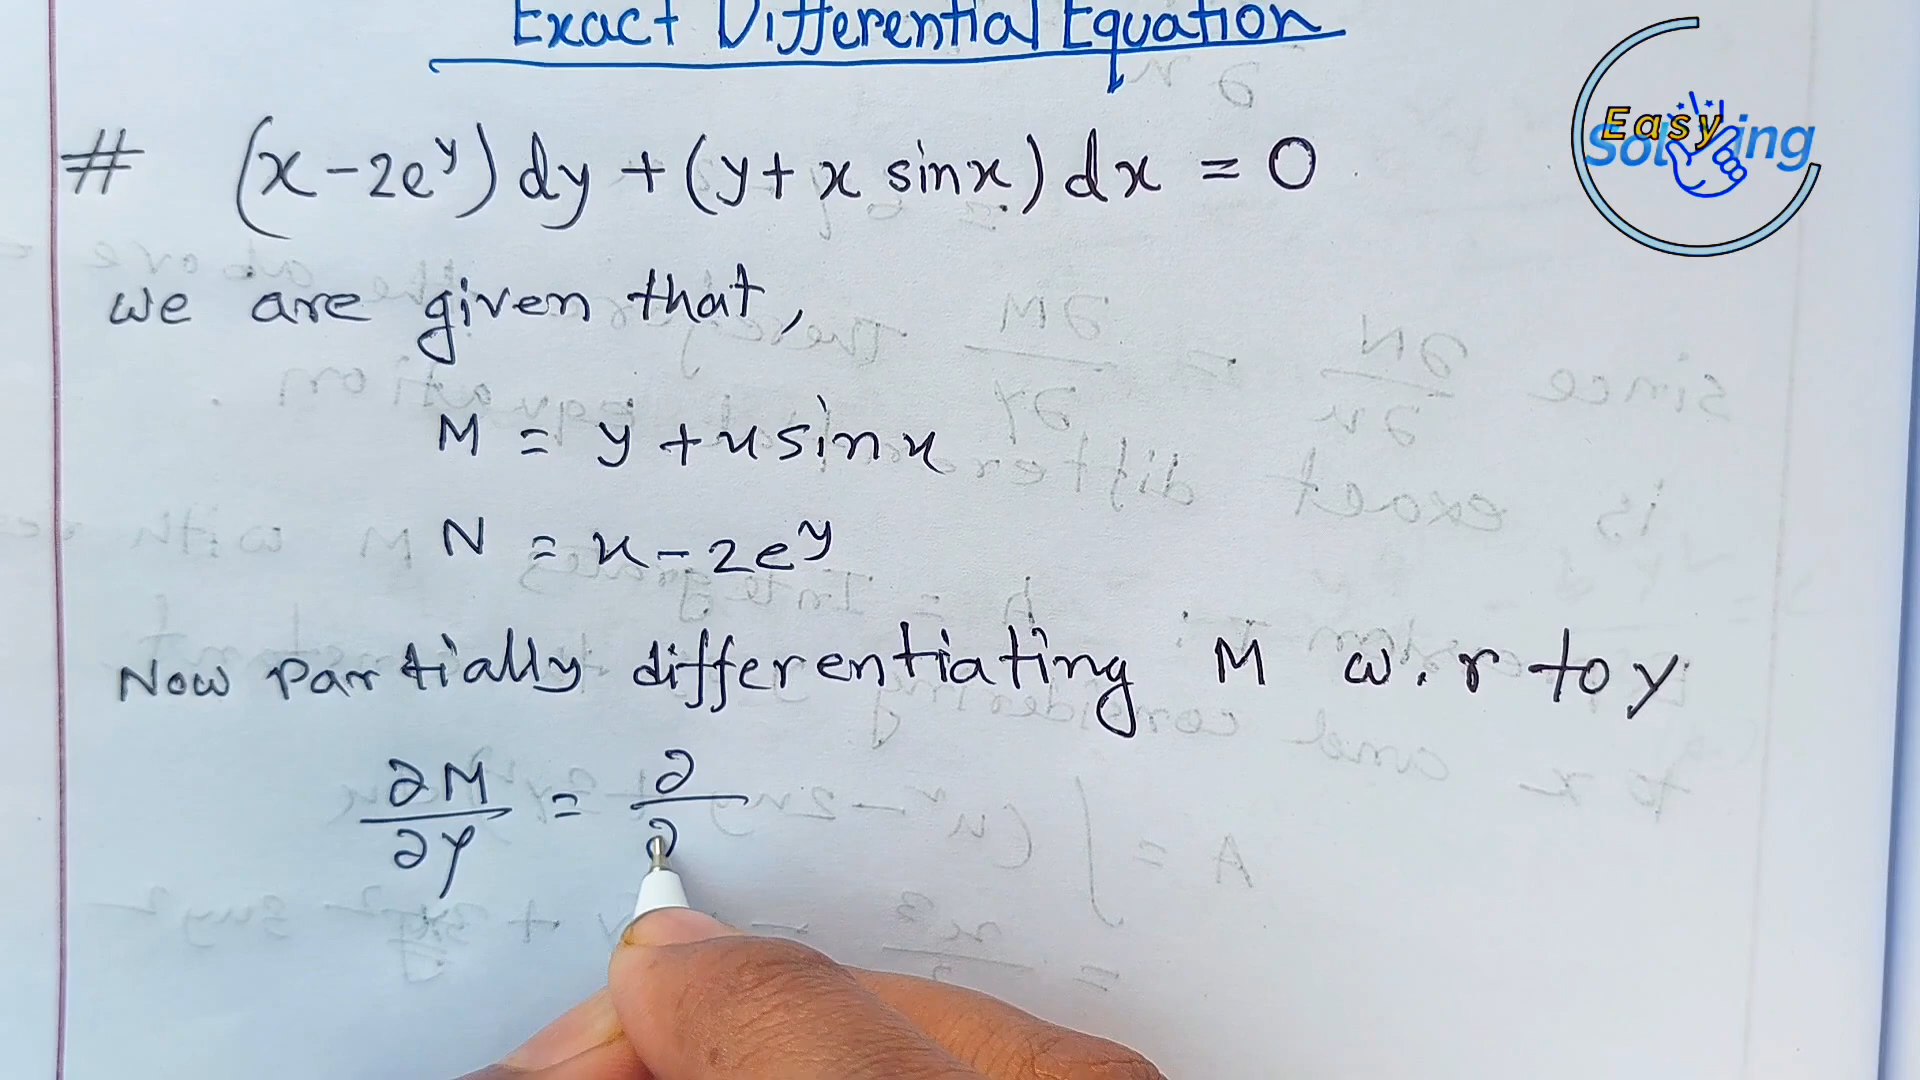 Exact Differential Equation
# (x-2e^y) dy + (y+x sinx) dx = 0
we are given that,
M = y + x sin x
N = x - 2e^y
Now partially differentiating M w.r to y
∂M/∂y = ∂/∂
Easy
Solving